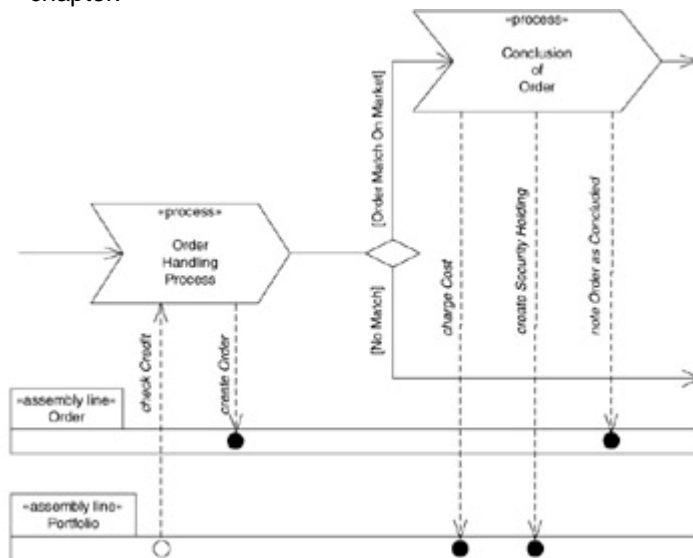 chapter.
«process»
Conclusion
of
Order
[Order Match On Market]
«process»
Order
Handling
Process
[No Match]
charge Cost
create Security Holding
note Order as Concluded
check Credit
create Order
«assembly line»
Order
«assembly line»
Portfolio